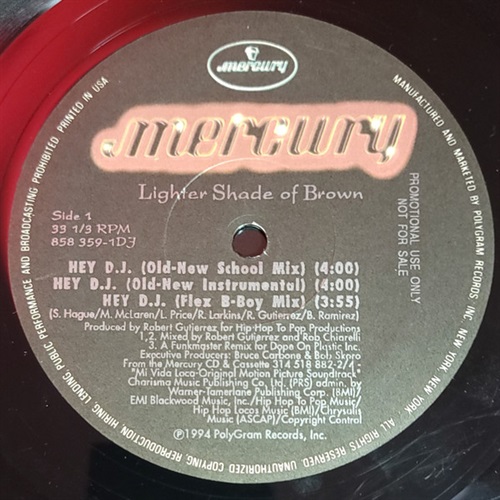 mercury
mercury
Lighter Shade of Brown
Side 1
33 1/3 RPM
858 359-1DJ
PROMOTIONAL USE ONLY
NOT FOR SALE
HEY D.J. (Old-New School Mix) (4:00)
HEY D.J. (Old-New Instrumental) (4:00)
HEY D.J. (Flex B-Boy Mix) (3:55)
(S. Hague/M. McLaren/L. Price/R. Larkins/R. Gutierrez/B. Ramirez)
Produced by Robert Gutierrez for Hip-Hop To Pop Productions
1,2. Mixed by Robert Gutierrez and Rob Chiarelli
3. A Funkmaster Remix for Dope On Plastic Inc.
Executive Producers: Bruce Carbone & Bob Skoro
From the Mercury CD & Cassette 314 518 882-2/4 -
"Mi Vida Loca-Original Motion Picture Soundtrack"
Charisma Music Publishing Co. Ltd. (PRS) admin. by
Warner-Tamerlane Publishing Corp. (BMI)/
EMI Blackwood Music Inc./Hip Hop To Pop Music/
Hip Hop Locos Music (BMI)/Chrysalis
Music (ASCAP)/Copyright Control
℗1994 PolyGram Records, Inc.
MANUFACTURED AND MARKETED BY POLYGRAM RECORDS INC. NEW YORK, NEW YORK. ALL RIGHTS RESERVED. UNAUTHORIZED COPYING, REPRODUCTION, HIRING, LENDING, PUBLIC PERFORMANCE AND BROADCASTING PROHIBITED. PRINTED IN USA